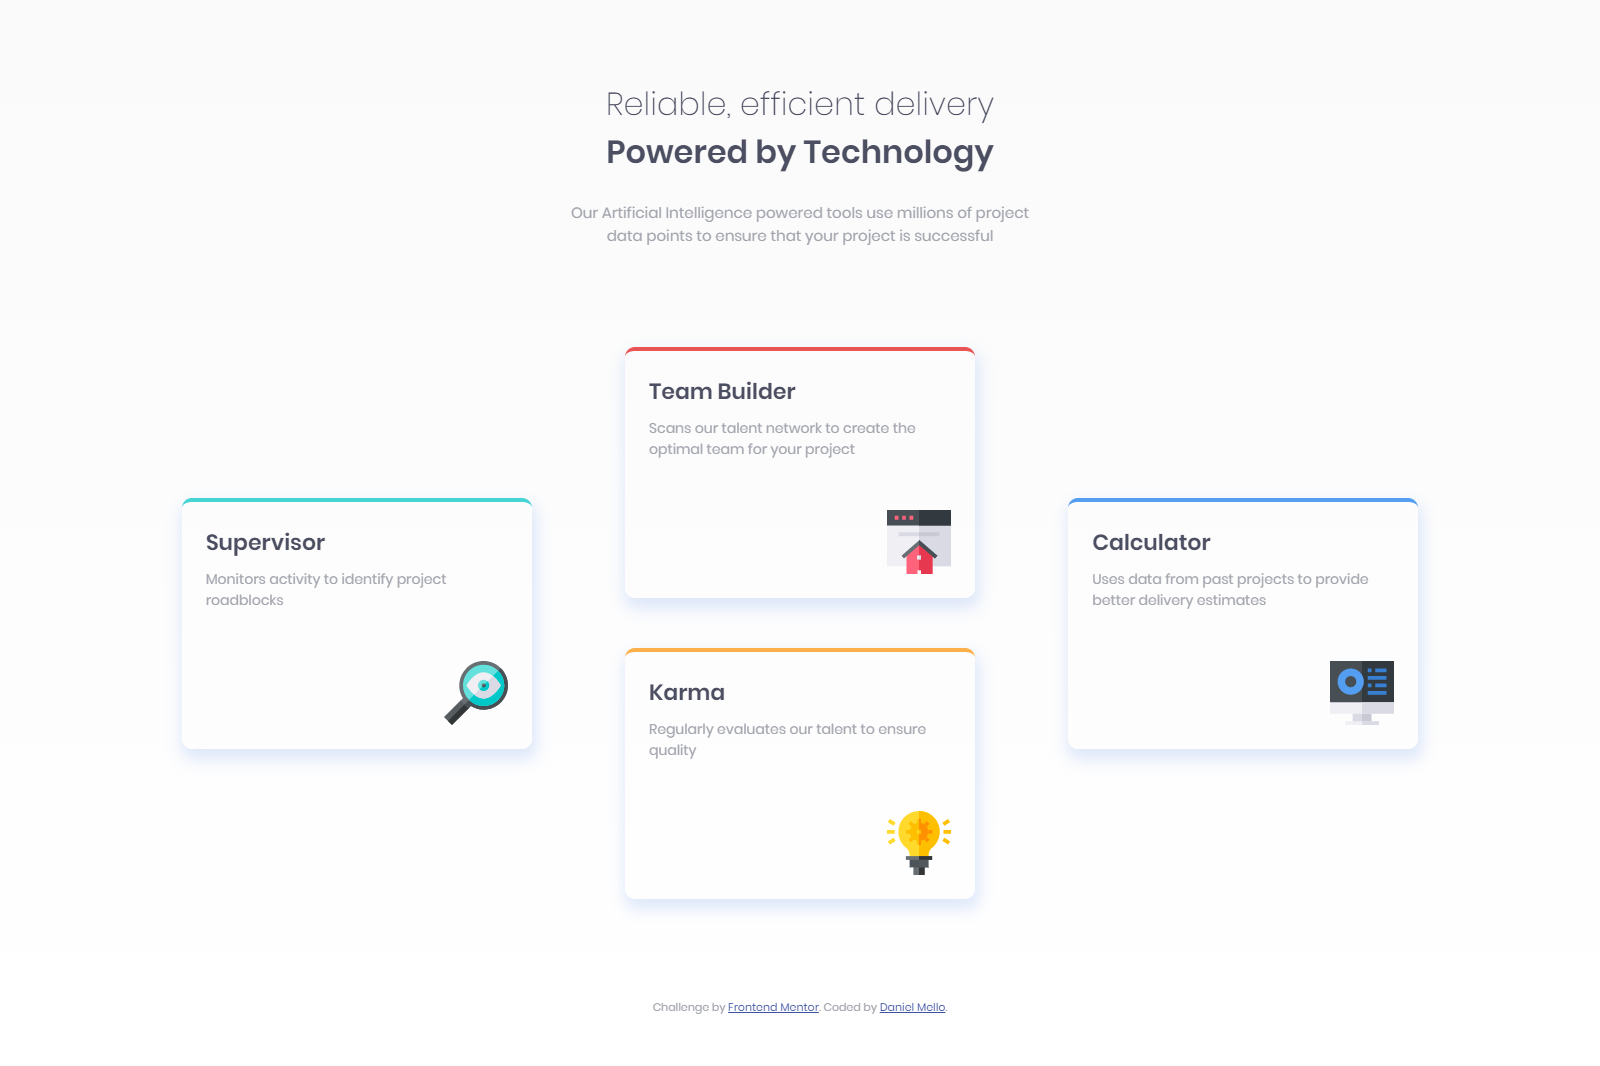 Reliable, efficient delivery
Powered by Technology
Our Artificial Intelligence powered tools use millions of project
data points to ensure that your project is successful
Team Builder
Scans our talent network to create the
optimal team for your project
Supervisor
Monitors activity to identify project
roadblocks
Calculator
Uses data from past projects to provide
better delivery estimates
Karma
Regularly evaluates our talent to ensure
quality
Challenge by Frontend Mentor. Coded by Daniel Mello.